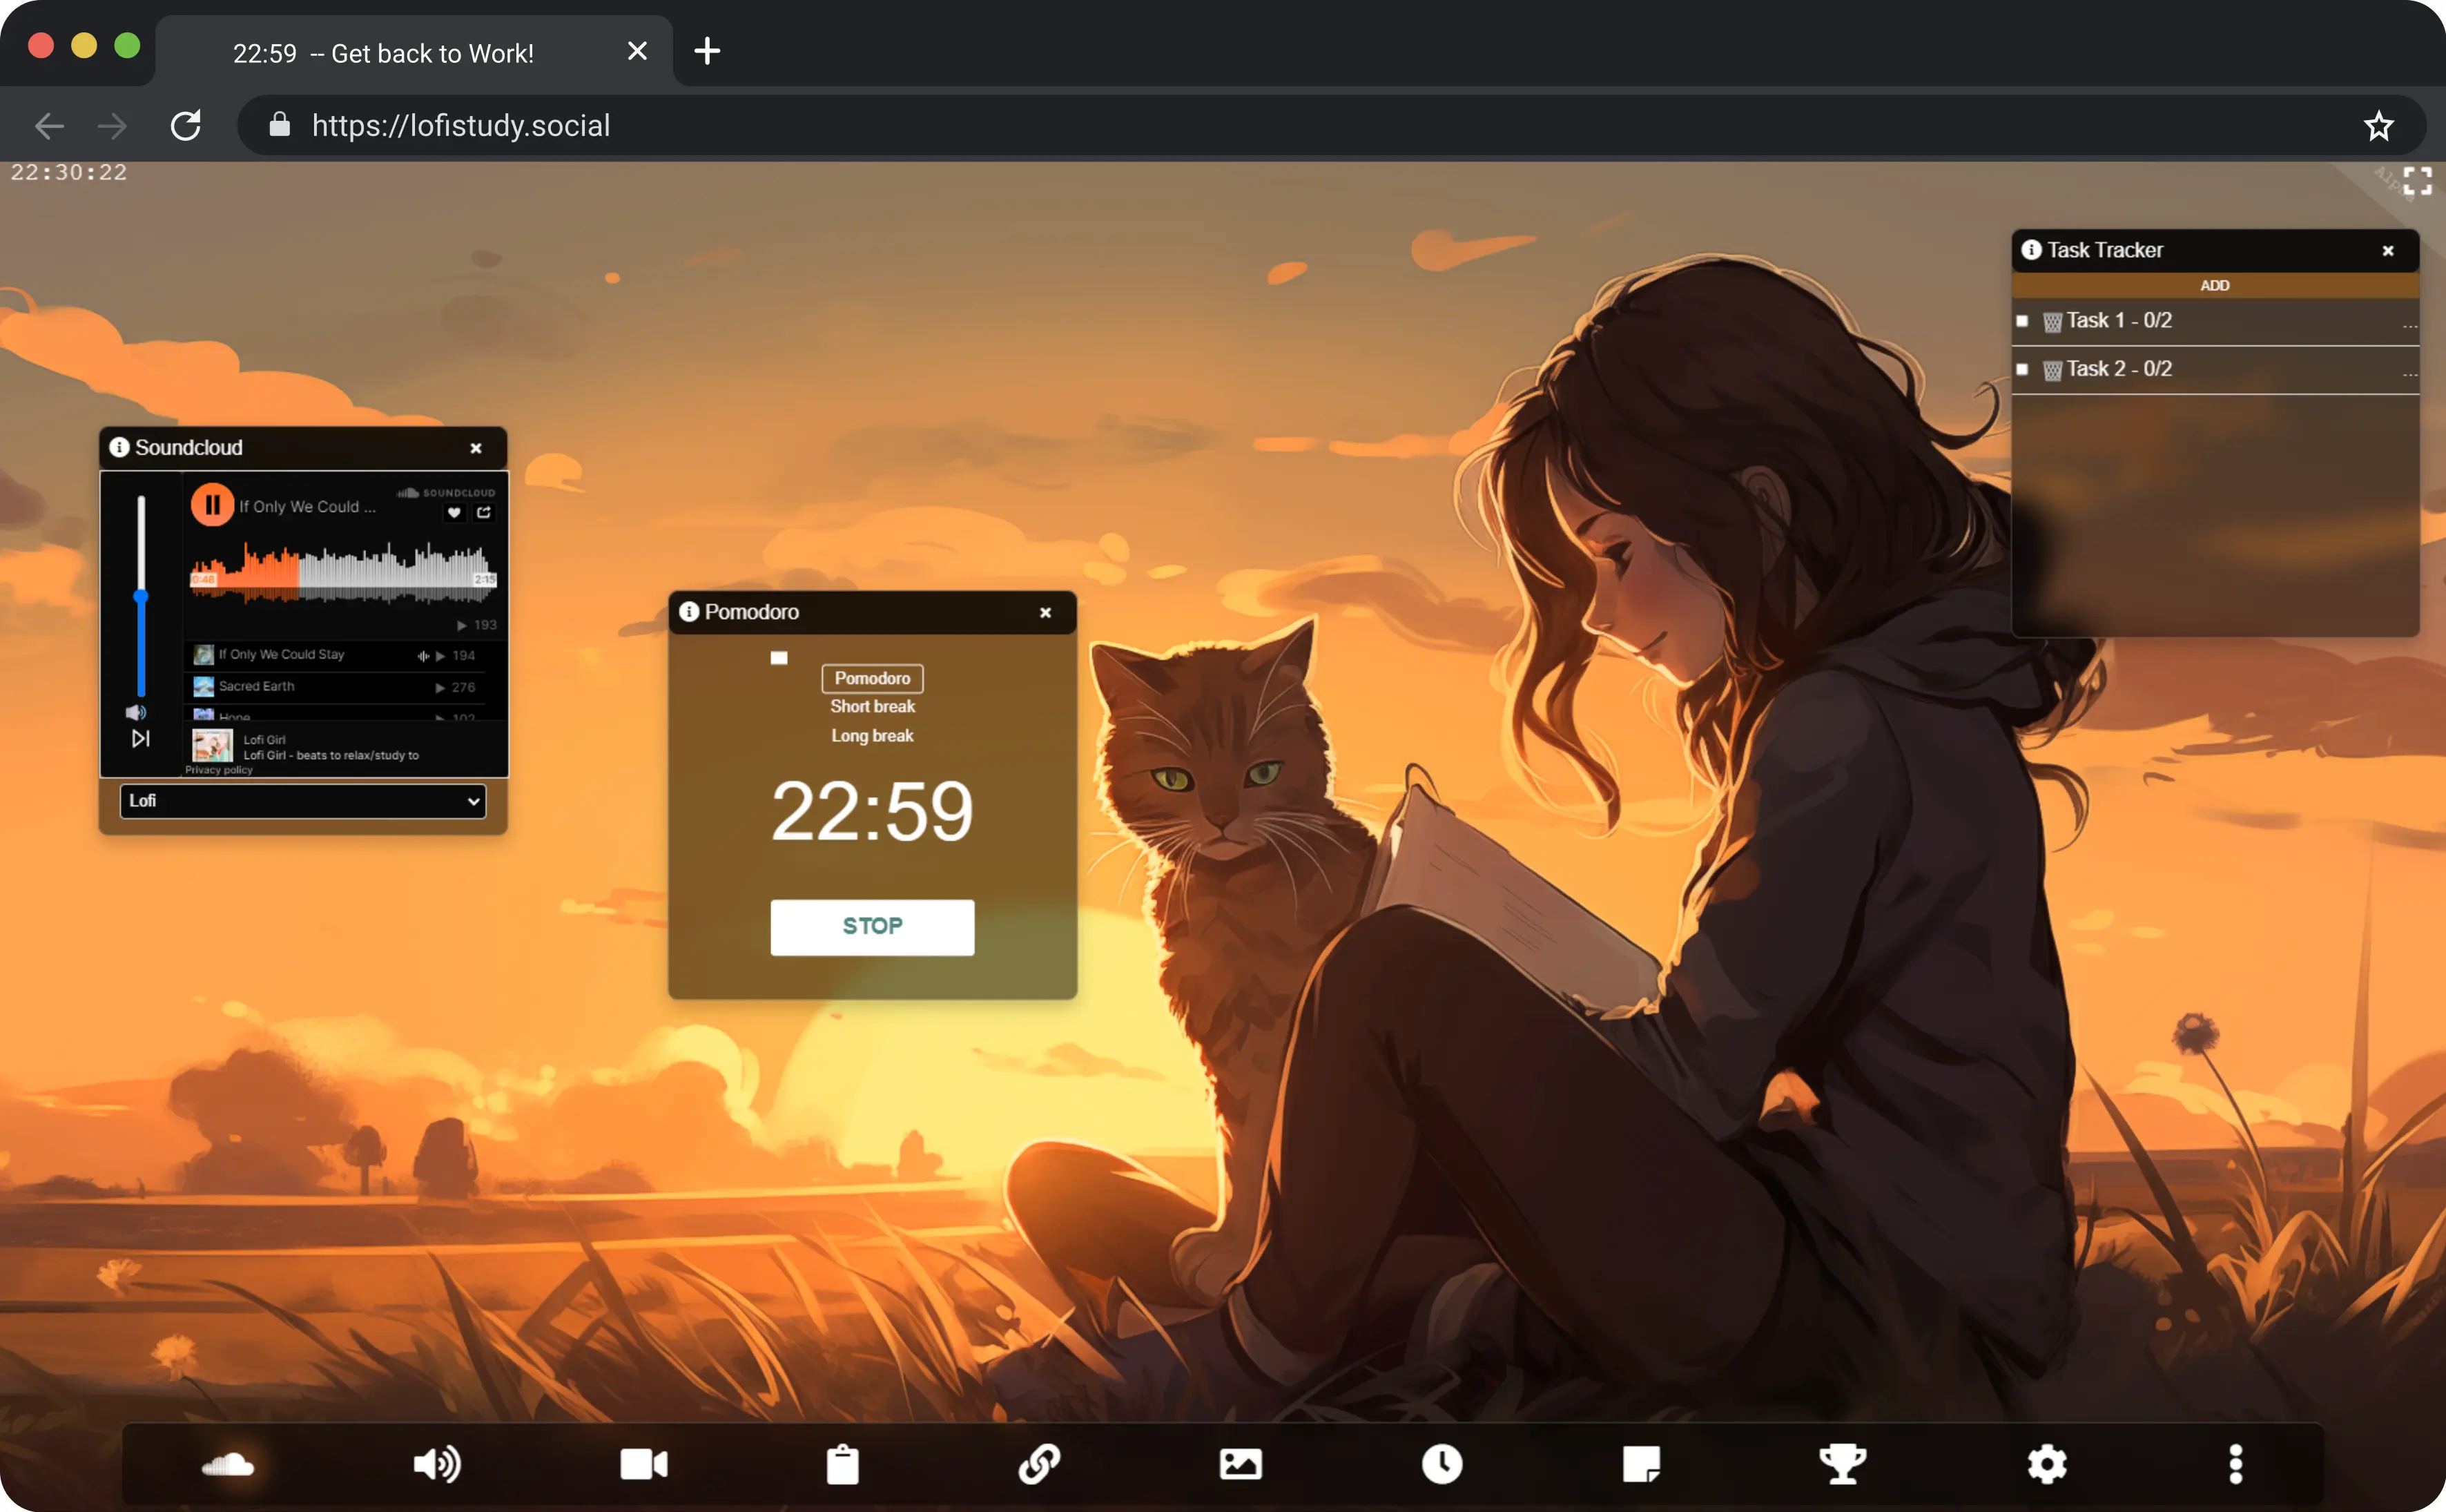 22:59 -- Get back to Work!
https://lofistudy.social
22:30:22
Alpha
Task Tracker
ADD
Task 1 - 0/2
...
Task 2 - 0/2
...
Soundcloud
If Only We Could ...
SOUNDCLOUD
0:48
2:15
193
If Only We Could Stay
194
Sacred Earth
276
Hope
102
Lofi Girl
Lofi Girl - beats to relax/study to
Privacy policy
Lofi
Pomodoro
Pomodoro
Short break
Long break
22:59
STOP